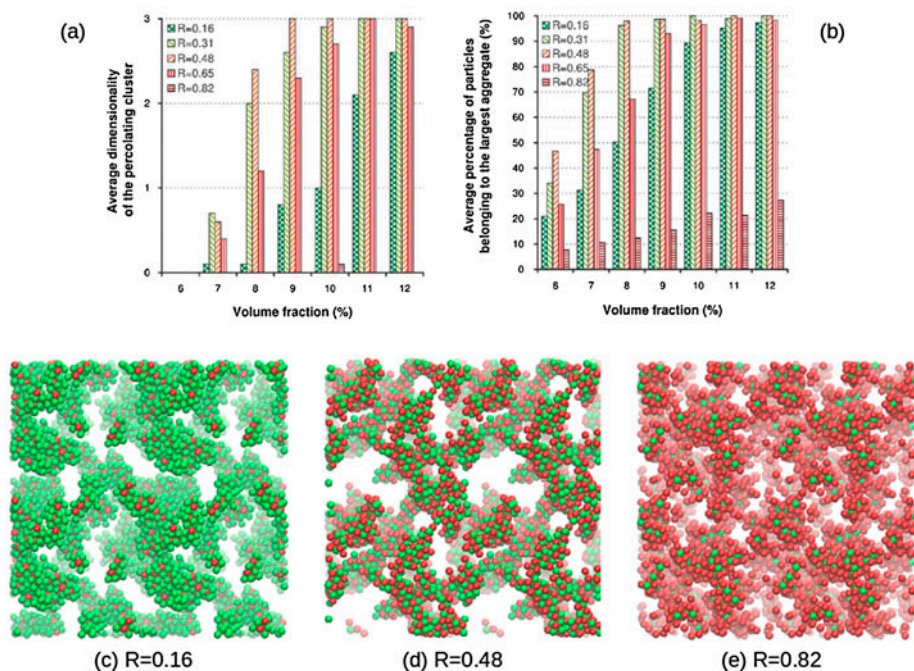 (a)
Average dimensionality
of the percolating cluster
3
2
1
0
R=0.16
R=0.31
R=0.48
R=0.65
R=0.82
6 7 8 9 10 11 12
Volume fraction (%)
(b)
Average percentage of particles
belonging to the largest aggregate (%)
100
90
80
70
60
50
40
30
20
10
0
R=0.16
R=0.31
R=0.48
R=0.65
R=0.82
6 7 8 9 10 11 12
Volume fraction (%)
(c) R=0.16
(d) R=0.48
(e) R=0.82